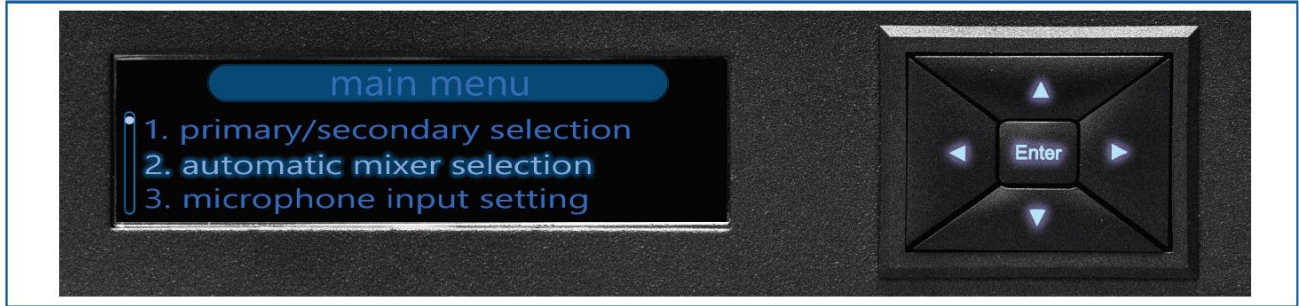 main menu
1. primary/secondary selection
2. automatic mixer selection
3. microphone input setting
▲
◄ Enter ►
▼